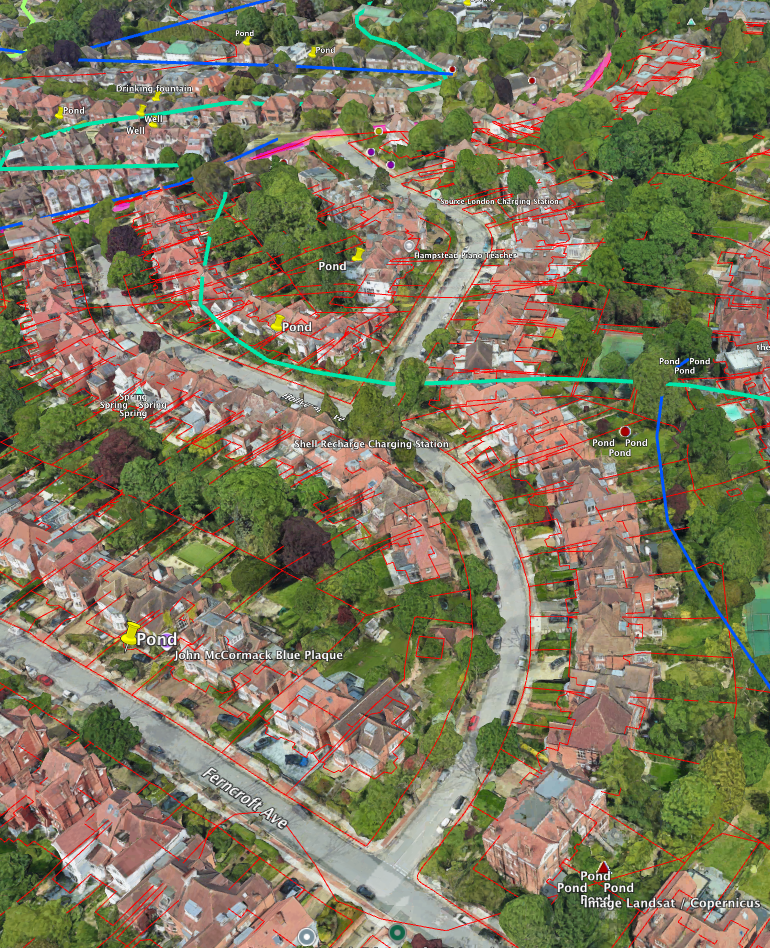 Pond
Pond
Drinking fountain
Pond
Well
Well
Source London Charging Station
Hampstead Piano Teacher
Pond
Pond
the
Pond Pond
Pond
Spring
Spring Spring
Spring
Shell Recharge Charging Station
Pond Pond
Pond
Pond
John McCormack Blue Plaque
Ferncroft Ave
Pond
Pond Pond
Pond
Image Landsat / Copernicus